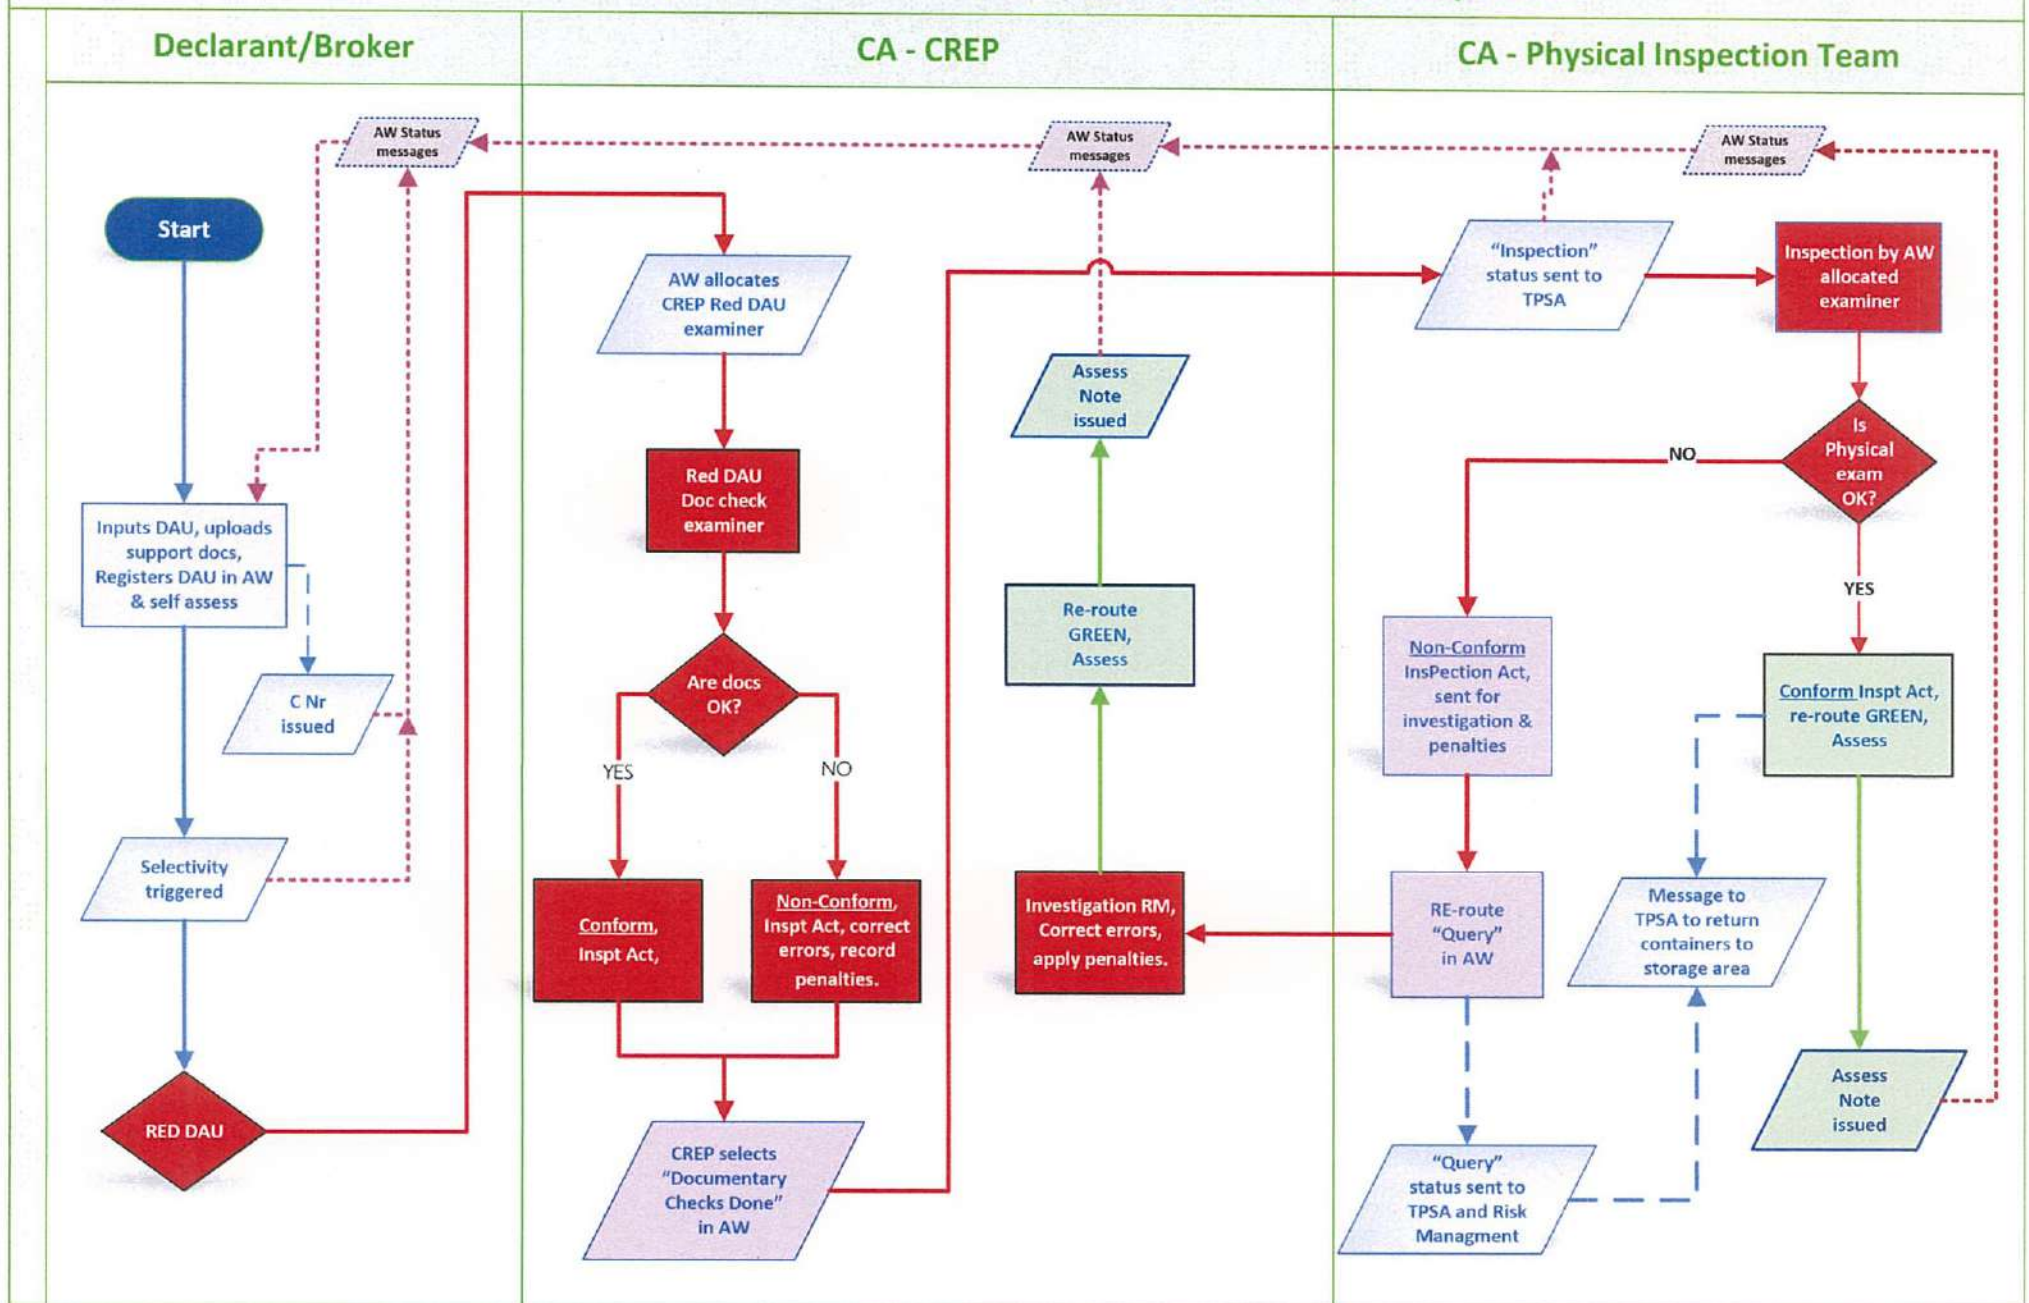 Declarant/Broker
CA - CREP
CA - Physical Inspection Team
AW Status
messages
AW Status
messages
AW Status
messages
Start
Inputs DAU, uploads
support docs,
Registers DAU in AW
& self assess
C Nr
issued
Selectivity
triggered
RED DAU
AW allocates
CREP Red DAU
examiner
Red DAU
Doc check
examiner
Are docs
OK?
YES
NO
Conform,
Inspt Act,
Non-Conform,
Inspt Act, correct
errors, record
penalties.
CREP selects
“Documentary
Checks Done”
in AW
Assess
Note
issued
Re-route
GREEN,
Assess
Investigation RM,
Correct errors,
apply penalties.
“Inspection”
status sent to
TPSA
Inspection by AW
allocated
examiner
Is
Physical
exam
OK?
NO
YES
Non-Conform
InsPection Act,
sent for
investigation &
penalties
Conform Inspt Act,
re-route GREEN,
Assess
RE-route
“Query”
in AW
Message to
TPSA to return
containers to
storage area
“Query”
status sent to
TPSA and Risk
Managment
Assess
Note
issued